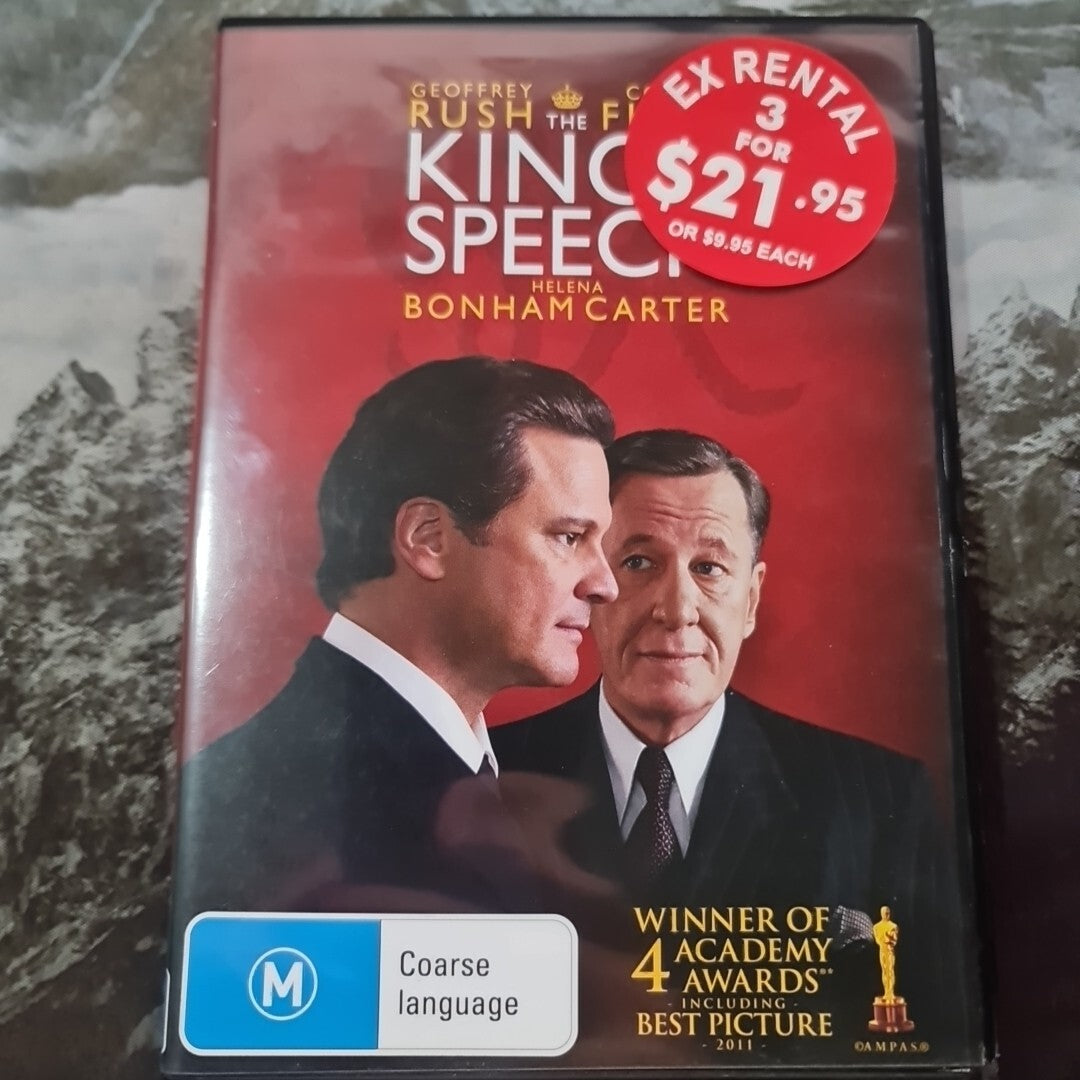 GEOFFREY
RUSH
THE
KING
SPEECH
HELENA
BONHAM CARTER
EX RENTAL
3
FOR
$21.95
OR $9.95 EACH
M
Coarse
language
WINNER OF
4 ACADEMY
AWARDS®*
- INCLUDING -
BEST PICTURE
- 2011 -
©A.M.P.A.S.®